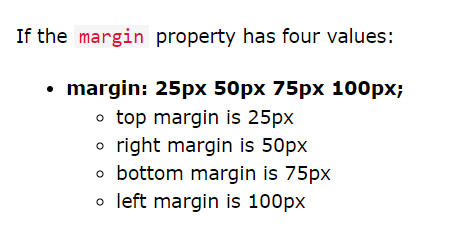 If the margin property has four values:
margin: 25px 50px 75px 100px;
top margin is 25px
right margin is 50px
bottom margin is 75px
left margin is 100px